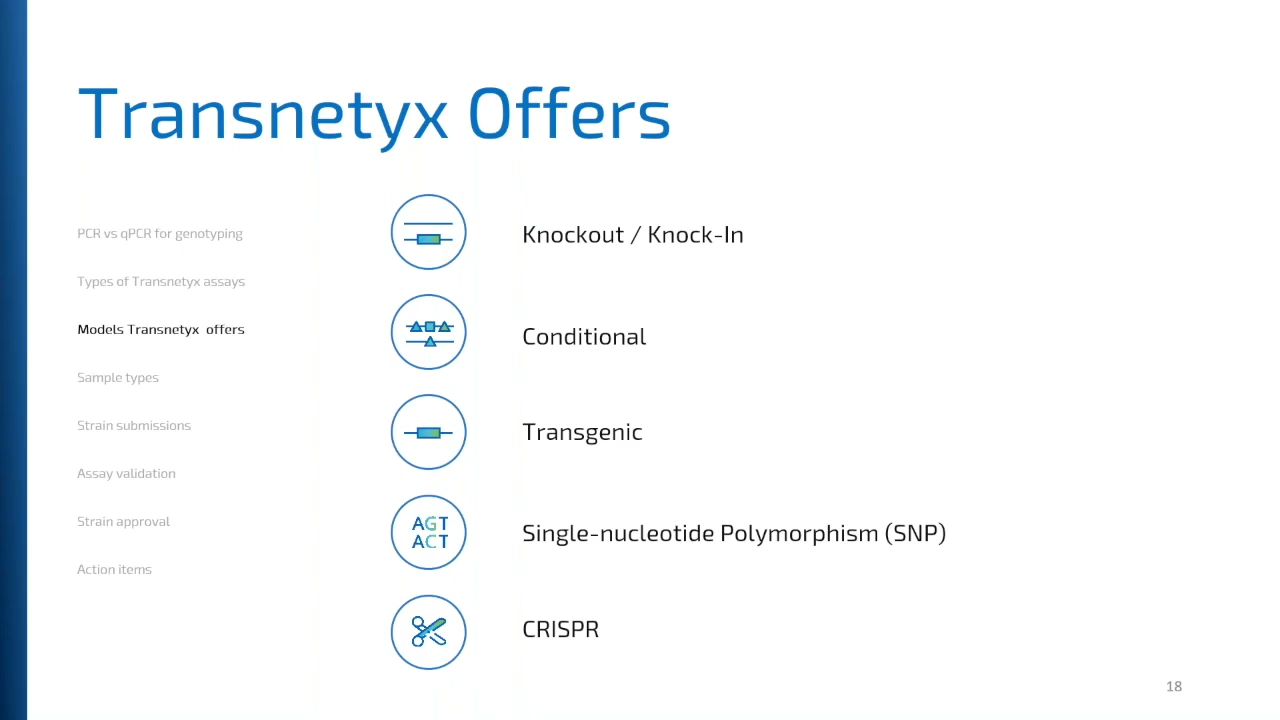 Transnetyx Offers
PCR vs qPCR for genotyping
Types of Transnetyx assays
Models Transnetyx offers
Sample types
Strain submissions
Assay validation
Strain approval
Action items
Knockout / Knock-In
Conditional
Transgenic
AGT
ACT
Single-nucleotide Polymorphism (SNP)
CRISPR
18